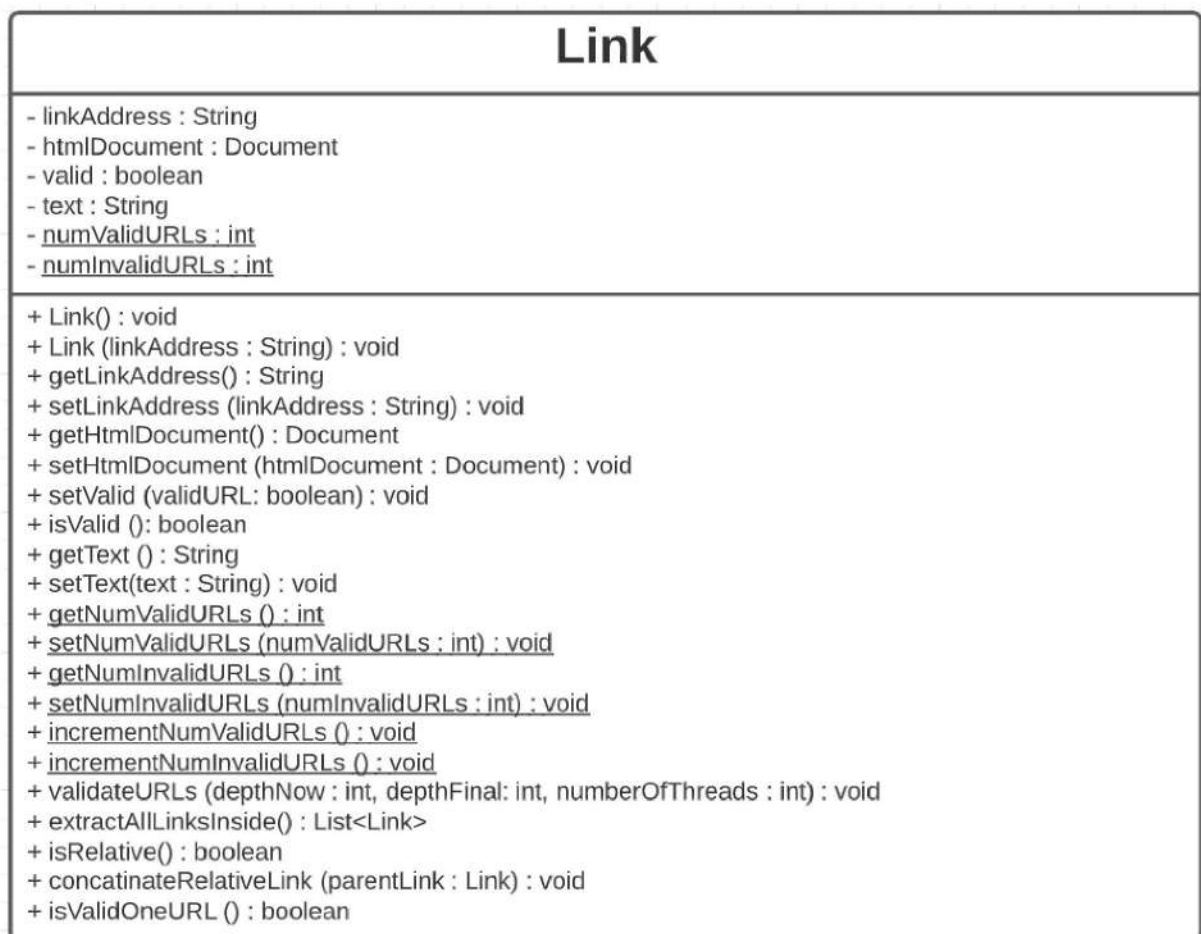 Link
- linkAddress : String
- htmlDocument : Document
- valid : boolean
- text : String
- numValidURLs : int
- numInvalidURLs : int
+ Link() : void
+ Link (linkAddress : String) : void
+ getLinkAddress() : String
+ setLinkAddress (linkAddress : String) : void
+ getHtmlDocument() : Document
+ setHtmlDocument (htmlDocument : Document) : void
+ setValid (validURL: boolean) : void
+ isValid (): boolean
+ getText () : String
+ setText(text : String) : void
+ getNumValidURLs () : int
+ setNumValidURLs (numValidURLs : int) : void
+ getNumInvalidURLs () : int
+ setNumInvalidURLs (numInvalidURLs : int) : void
+ incrementNumValidURLs () : void
+ incrementNumInvalidURLs () : void
+ validateURLs (depthNow : int, depthFinal: int, numberOfThreads : int) : void
+ extractAllLinksInside() : List<Link>
+ isRelative() : boolean
+ concatinateRelativeLink (parentLink : Link) : void
+ isValidOneURL () : boolean